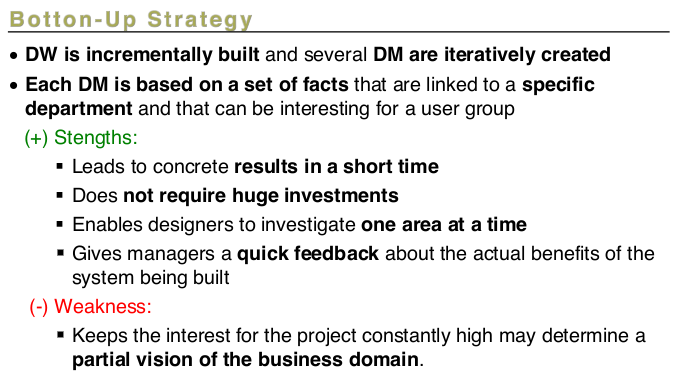 Botton-Up Strategy
• DW is incrementally built and several DM are iteratively created
• Each DM is based on a set of facts that are linked to a specific
department and that can be interesting for a user group
(+) Stengths:
▪ Leads to concrete results in a short time
▪ Does not require huge investments
▪ Enables designers to investigate one area at a time
▪ Gives managers a quick feedback about the actual benefits of the
system being built
(-) Weakness:
▪ Keeps the interest for the project constantly high may determine a
partial vision of the business domain.